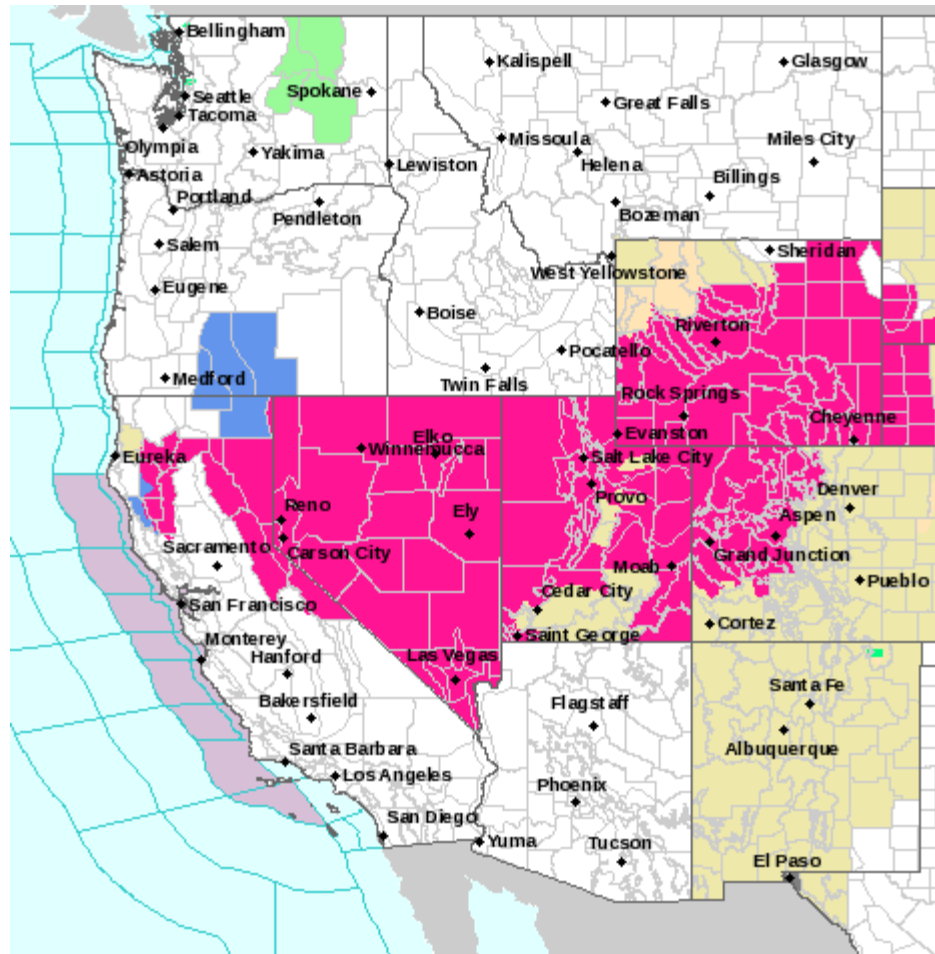 Bellingham
Kalispell
Glasgow
Spokane
Seattle
Great Falls
Tacoma
Missoula
Miles City
Olympia
Yakima
Helena
Lewiston
Astoria
Billings
Portland
Pendleton
Bozeman
Salem
Sheridan
West Yellowstone
Eugene
Boise
Riverton
Pocatello
Medford
Twin Falls
Rock Springs
Cheyenne
Elko
Evanston
Winnemucca
Eureka
Salt Lake City
Denver
Provo
Reno
Ely
Aspen
Sacramento
Carson City
Grand Junction
Moab
Pueblo
Cedar City
San Francisco
Cortez
Saint George
Monterey
Hanford
Las Vegas
Santa Fe
Bakersfield
Flagstaff
Albuquerque
Santa Barbara
Los Angeles
Phoenix
San Diego
Yuma
Tucson
El Paso